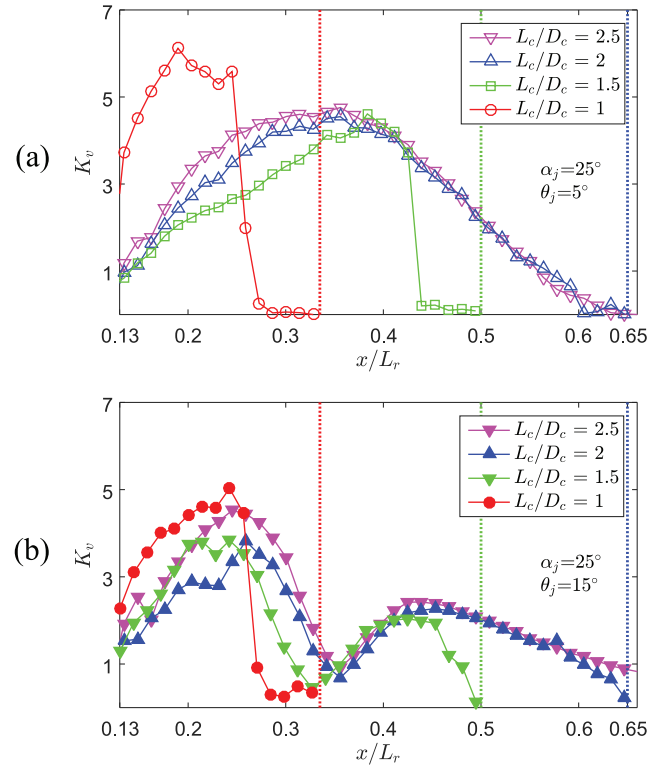 (a)
7
5
3
1
K_v
L_c/D_c = 2.5
L_c/D_c = 2
L_c/D_c = 1.5
L_c/D_c = 1
α_j=25°
θ_j=5°
0.13 0.2 0.3 0.4 0.5 0.6 0.65
x/L_r
(b)
7
5
3
1
K_v
L_c/D_c = 2.5
L_c/D_c = 2
L_c/D_c = 1.5
L_c/D_c = 1
α_j=25°
θ_j=15°
0.13 0.2 0.3 0.4 0.5 0.6 0.65
x/L_r